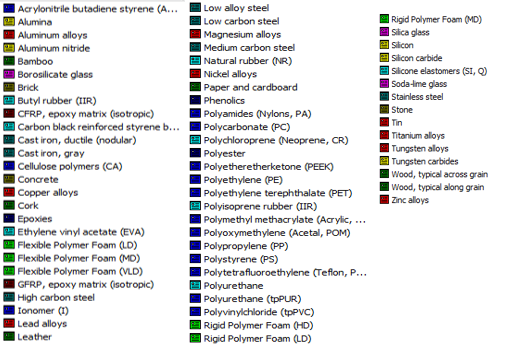 Acrylonitrile butadiene styrene (A...
Alumina
Aluminum alloys
Aluminum nitride
Bamboo
Borosilicate glass
Brick
Butyl rubber (IIR)
CFRP, epoxy matrix (isotropic)
Carbon black reinforced styrene b...
Cast iron, ductile (nodular)
Cast iron, gray
Cellulose polymers (CA)
Concrete
Copper alloys
Cork
Epoxies
Ethylene vinyl acetate (EVA)
Flexible Polymer Foam (LD)
Flexible Polymer Foam (MD)
Flexible Polymer Foam (VLD)
GFRP, epoxy matrix (isotropic)
High carbon steel
Ionomer (I)
Lead alloys
Leather
Low alloy steel
Low carbon steel
Magnesium alloys
Medium carbon steel
Natural rubber (NR)
Nickel alloys
Paper and cardboard
Phenolics
Polyamides (Nylons, PA)
Polycarbonate (PC)
Polychloroprene (Neoprene, CR)
Polyester
Polyetheretherketone (PEEK)
Polyethylene (PE)
Polyethylene terephthalate (PET)
Polyisoprene rubber (IIR)
Polymethyl methacrylate (Acrylic, ...
Polyoxymethylene (Acetal, POM)
Polypropylene (PP)
Polystyrene (PS)
Polytetrafluoroethylene (Teflon, P...
Polyurethane
Polyurethane (tpPUR)
Polyvinylchloride (tpPVC)
Rigid Polymer Foam (HD)
Rigid Polymer Foam (LD)
Rigid Polymer Foam (MD)
Silica glass
Silicon
Silicon carbide
Silicone elastomers (SI, Q)
Soda-lime glass
Stainless steel
Stone
Tin
Titanium alloys
Tungsten alloys
Tungsten carbides
Wood, typical across grain
Wood, typical along grain
Zinc alloys